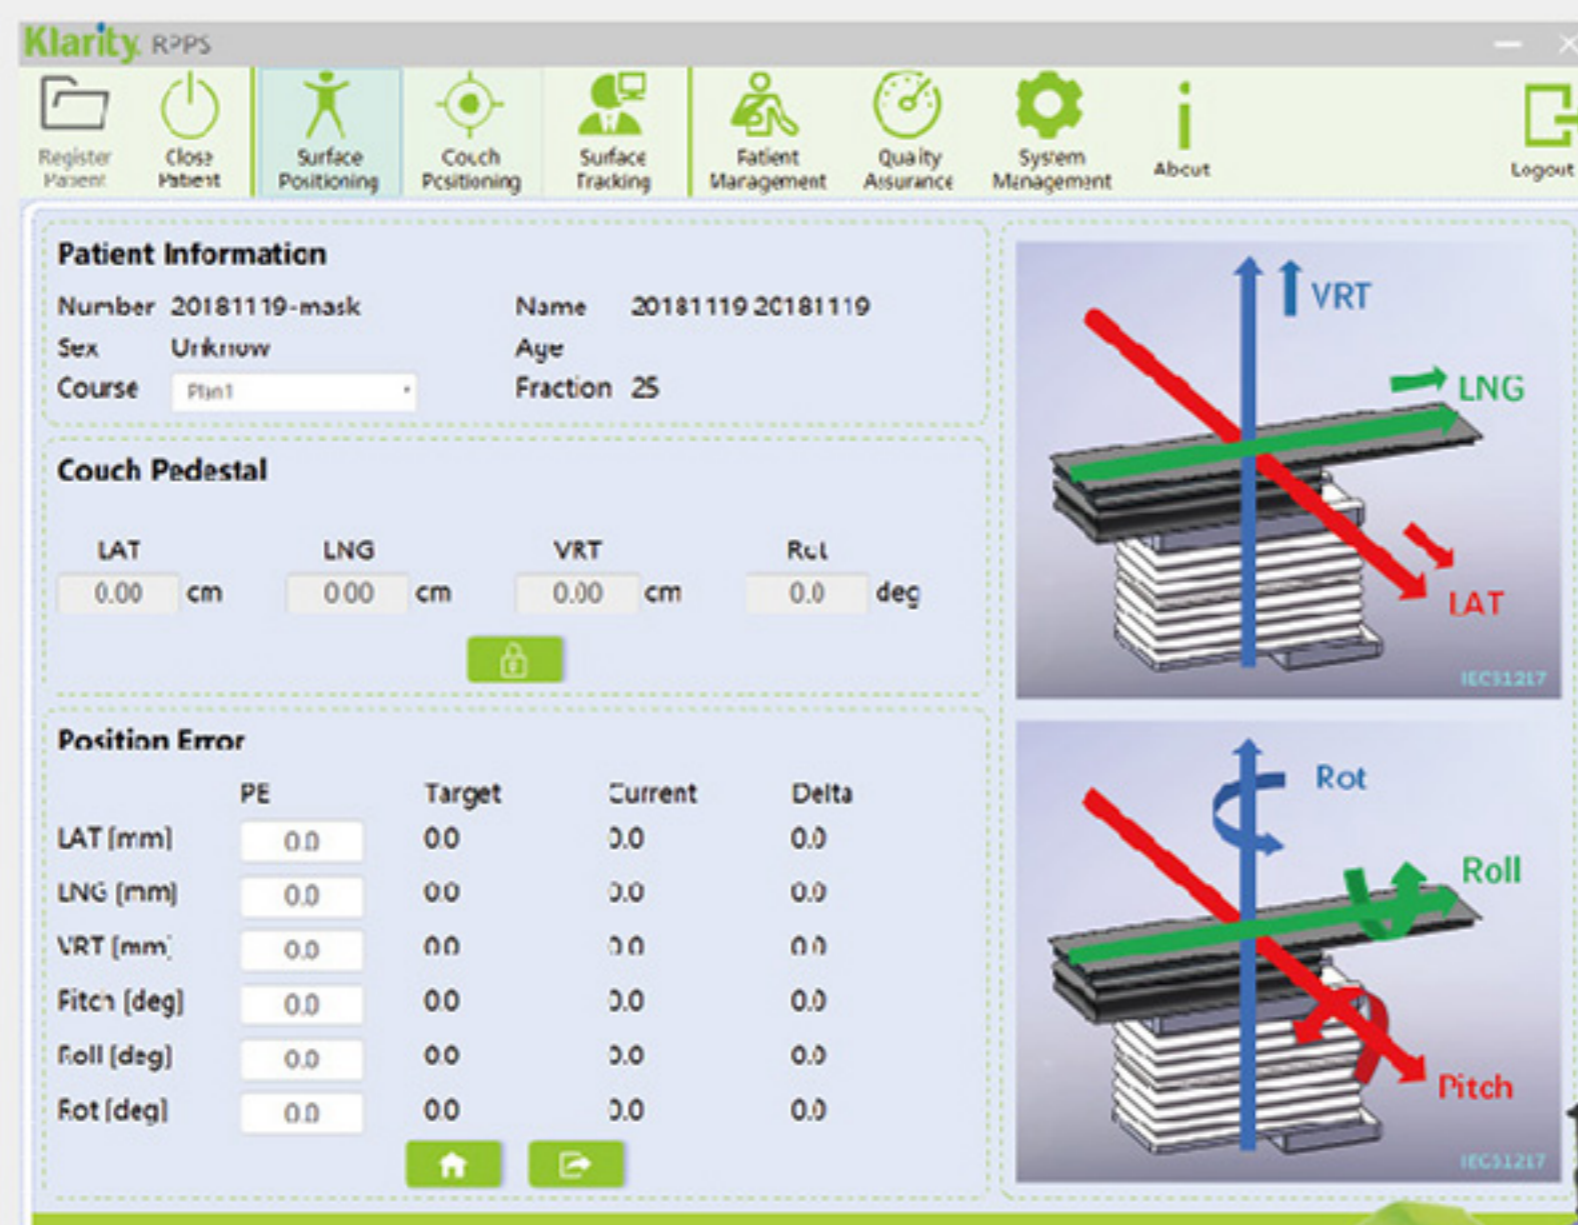 Klarity RPPS
Register Patient
Close Patient
Surface Positioning
Couch Positioning
Surface Tracking
Patient Management
Quality Assurance
System Management
About
Logout
Patient Information
Number 20181119-mask Name 20181119 20181119
Sex Unknow Age
Course Plan1 Fraction 25
Couch Pedestal
LAT LNG VRT Rot
0.00 cm 0.00 cm 0.00 cm 0.0 deg
Position Error
PE Target Current Delta
LAT [mm] 0.0 0.0 0.0 0.0
LNG [mm] 0.0 0.0 0.0 0.0
VRT [mm] 0.0 0.0 0.0 0.0
Pitch [deg] 0.0 0.0 0.0 0.0
Roll [deg] 0.0 0.0 0.0 0.0
Rot [deg] 0.0 0.0 0.0 0.0
VRT
LNG
LAT
IEC61217
Rot
Roll
Pitch
IEC61217